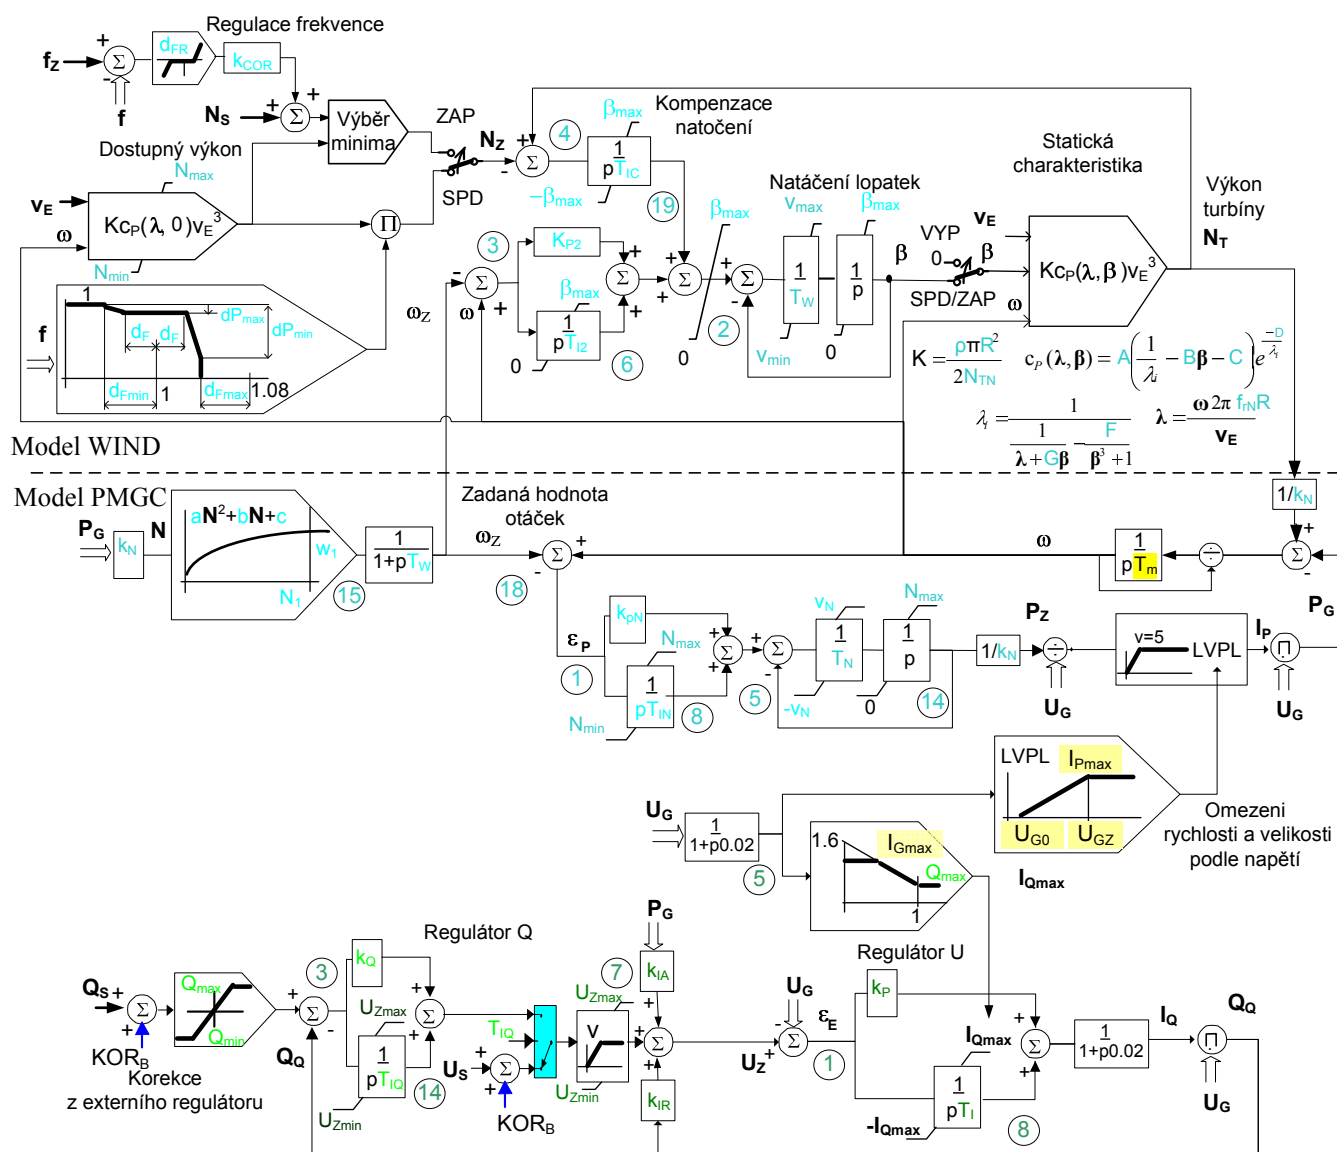 Regulace frekvence
+
f_Z
Σ
-
f
d_FR
k_COR
+
+
N_S
Σ
Výběr
minima
ZAP
SPD
N_Z
Dostupný výkon
N_max
v_E
ω
Kc_P(λ, 0)v_E^3
N_min
Π
1
dP_max
dP_min
f
d_F
d_F
d_Fmin
1
d_Fmax
1.08
Kompenzace
natočení
4
+
-
Σ
β_max
1
pT_IC
-β_max
19
3
-
+
Σ
ω_Z
ω
K_P2
β_max
1
pT_I2
0
6
+
+
Σ
+
+
Σ
β_max
0
2
+
-
Σ
Natáčení lopatek
v_max
1
T_W
v_min
β_max
1
p
0
β
VYP
0
β
SPD/ZAP
Statická
charakteristika
v_E
ω
Kc_P(λ,β)v_E^3
Výkon
turbíny
N_T
K = ρπR^2 / 2N_TN
c_P(λ,β) = A(1/λ_i - Bβ - C)e^(-D/λ_i)
λ_i = 1 / (1/(λ+Gβ) - F/(β^3+1))
λ = ω2π f_rN R / v_E
Model WIND
Model PMGC
P_G
k_N
N
aN^2+bN+c
w_1
N_1
15
1
1+pT_W
Zadaná hodnota
otáček
ω_Z
Σ
+
-
18
ω
1
pT_m
÷
1/k_N
+
Σ
-
P_G
ε_P
1
k_pN
N_max
1
pT_IN
N_min
8
+
+
Σ
+
-
Σ
5
v_N
1
T_N
-v_N
N_max
1
p
0
14
1/k_N
P_Z
÷
U_G
v=5
LVPL
I_P
Π
U_G
LVPL
I_Pmax
U_G0
U_GZ
Omezeni
rychlosti a velikosti
podle napětí
U_G
1
1+p0.02
5
1.6
I_Gmax
Q_max
1
I_Qmax
Regulátor Q
Q_S
+
Σ
+
KOR_B
Korekce
z externího regulátoru
Q_max
Q_min
+
Σ
-
3
Q_Q
k_Q
U_Zmax
1
pT_IQ
U_Zmin
14
+
+
Σ
T_IQ
U_S
+
Σ
+
KOR_B
7
U_Zmax
V
U_Zmin
P_G
k_IA
+
+
Σ
+
k_IR
U_Z
+
Σ
-
U_G
ε_E
1
Regulátor U
k_P
I_Qmax
1
pT_I
-I_Qmax
8
+
+
Σ
1
1+p0.02
I_Q
Π
U_G
Q_Q